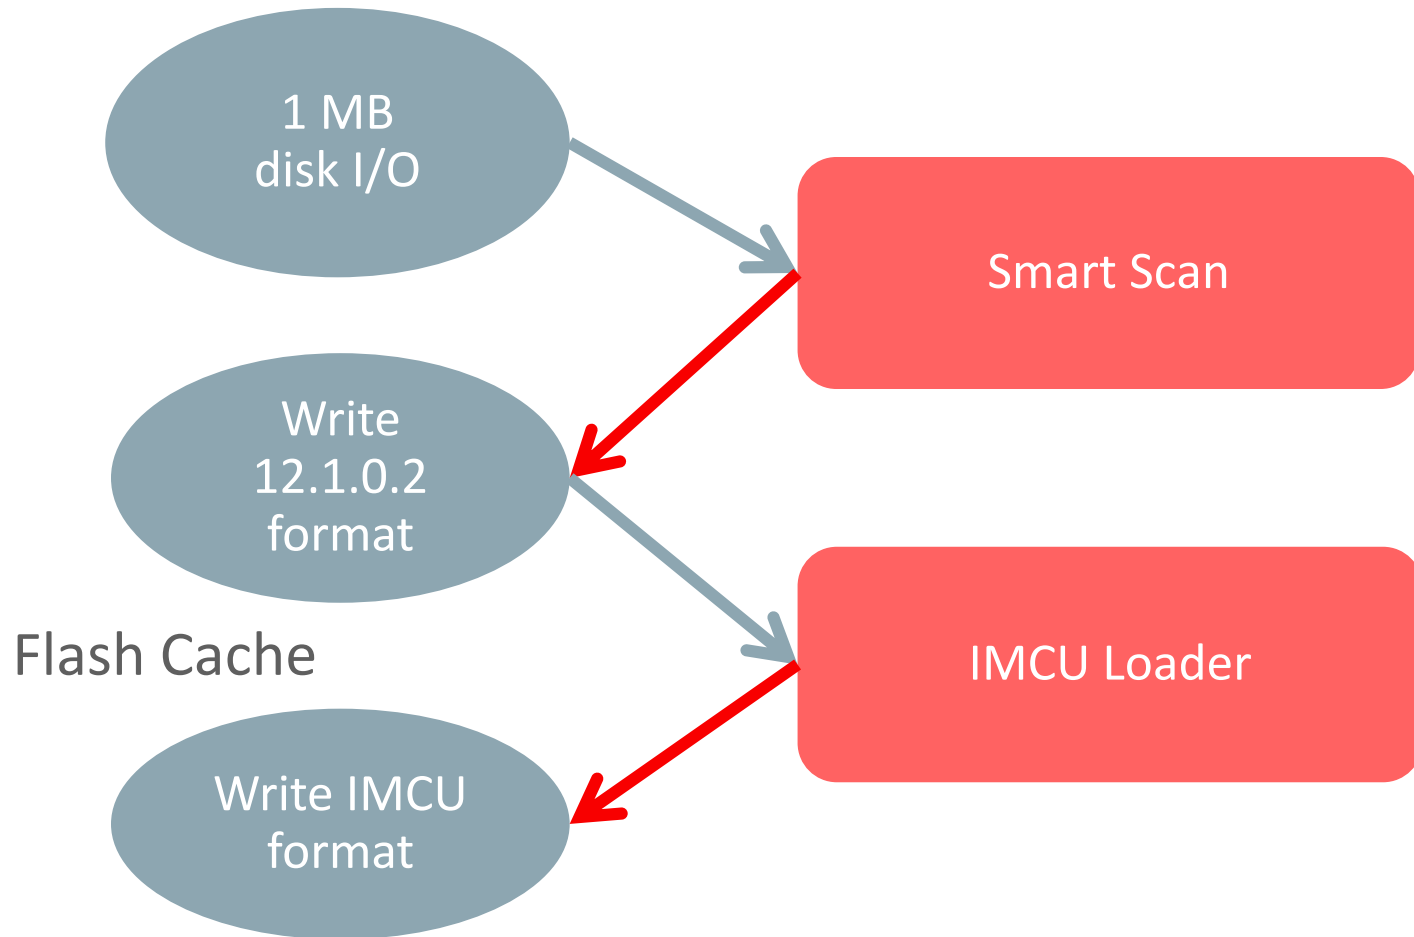 1 MB
disk I/O
Smart Scan
Write
12.1.0.2
format
Flash Cache
IMCU Loader
Write IMCU
format